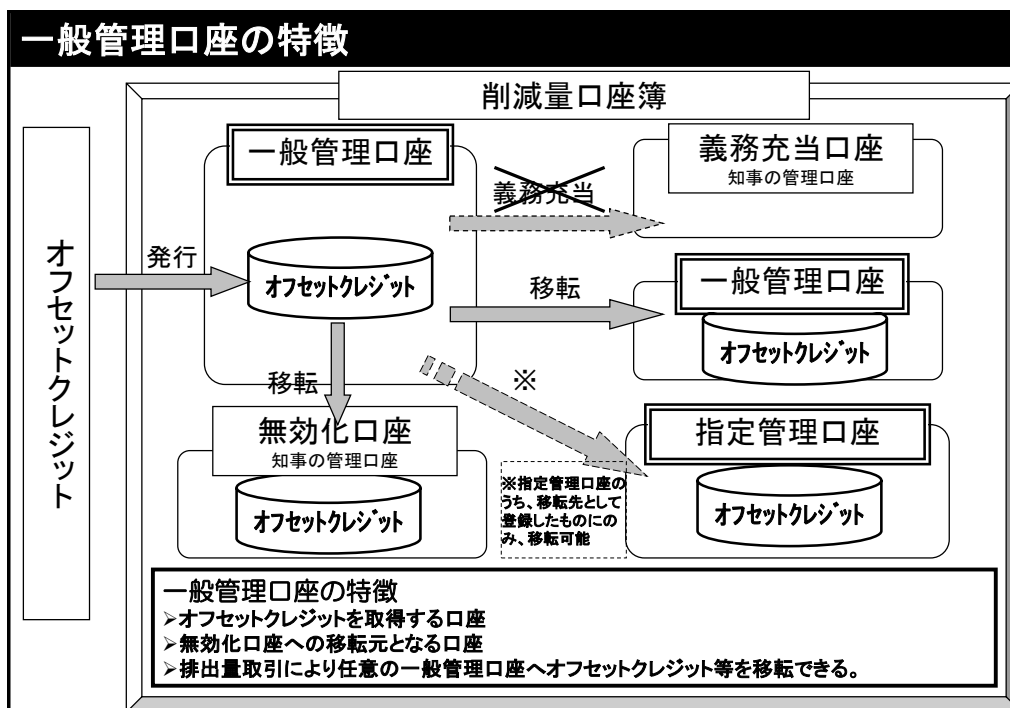 一般管理口座の特徴
削減量口座簿
オフセットクレジット
発行
一般管理口座
オフセットクレジット
義務充当
義務充当口座
知事の管理口座
移転
一般管理口座
オフセットクレジット
移転
無効化口座
知事の管理口座
オフセットクレジット
※
※指定管理口座の
うち、移転先として
登録したものにの
み、移転可能
指定管理口座
オフセットクレジット
一般管理口座の特徴
➢オフセットクレジットを取得する口座
➢無効化口座への移転元となる口座
➢排出量取引により任意の一般管理口座へオフセットクレジット等を移転できる。